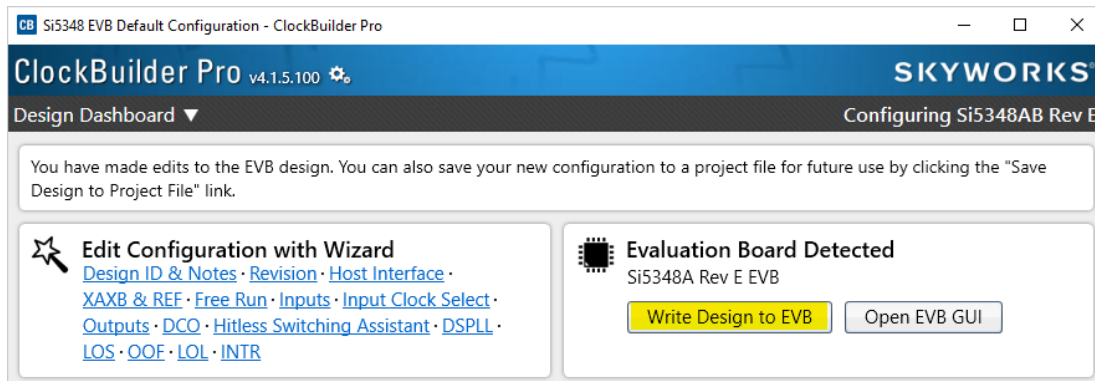 CB Si5348 EVB Default Configuration - ClockBuilder Pro
ClockBuilder Pro v4.1.5.100
SKYWORKS
Design Dashboard ▼
Configuring Si5348AB Rev E
You have made edits to the EVB design. You can also save your new configuration to a project file for future use by clicking the "Save
Design to Project File" link.
Edit Configuration with Wizard
Design ID & Notes · Revision · Host Interface ·
XAXB & REF · Free Run · Inputs · Input Clock Select ·
Outputs · DCO · Hitless Switching Assistant · DSPLL ·
LOS · OOF · LOL · INTR
Evaluation Board Detected
Si5348A Rev E EVB
Write Design to EVB
Open EVB GUI